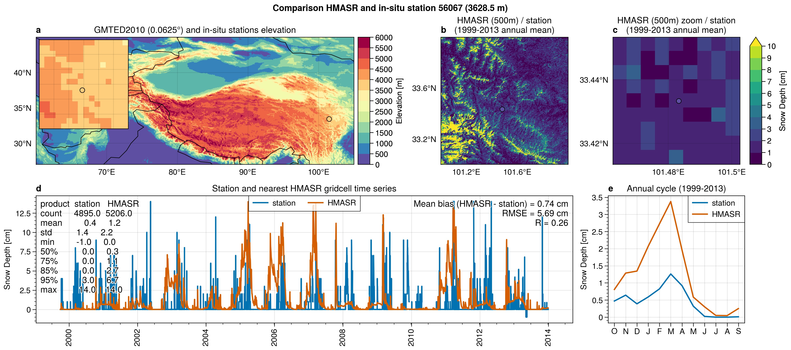 Comparison HMASR and in-situ station 56067 (3628.5 m)
a
GMTED2010 (0.0625°) and in-situ stations elevation
40°N
35°N
30°N
70°E
80°E
90°E
100°E
6000
5500
5000
4500
4000
3500
3000
2500
2000
1500
1000
500
0
Elevation [m]
b
HMASR (500m) / station
(1999-2013 annual mean)
33.6°N
33.2°N
101.2°E
101.6°E
c
HMASR (500m) zoom / station
(1999-2013 annual mean)
33.44°N
33.42°N
101.48°E
101.5°E
10
9
8
7
6
5
4
3
2
1
0
Snow Depth [cm]
d
Station and nearest HMASR gridcell time series
product station HMASR
count 4895.0 5206.0
mean 0.4 1.2
std 1.4 2.2
min -1.0 0.0
50% 0.0
75% 0.0
85%
95% 3.0
max
station
HMASR
Mean bias (HMASR - station) = 0.74 cm
RMSE = 5.69 cm
R = 0.26
12.5
10.0
7.5
5.0
2.5
0.0
Snow Depth [cm]
2000
2002
2004
2006
2008
2010
2012
2014
e
Annual cycle (1999-2013)
station
HMASR
3.5
3.0
2.5
2.0
1.5
1.0
0.5
0
Snow Depth [cm]
O N D J F M A M J J A S